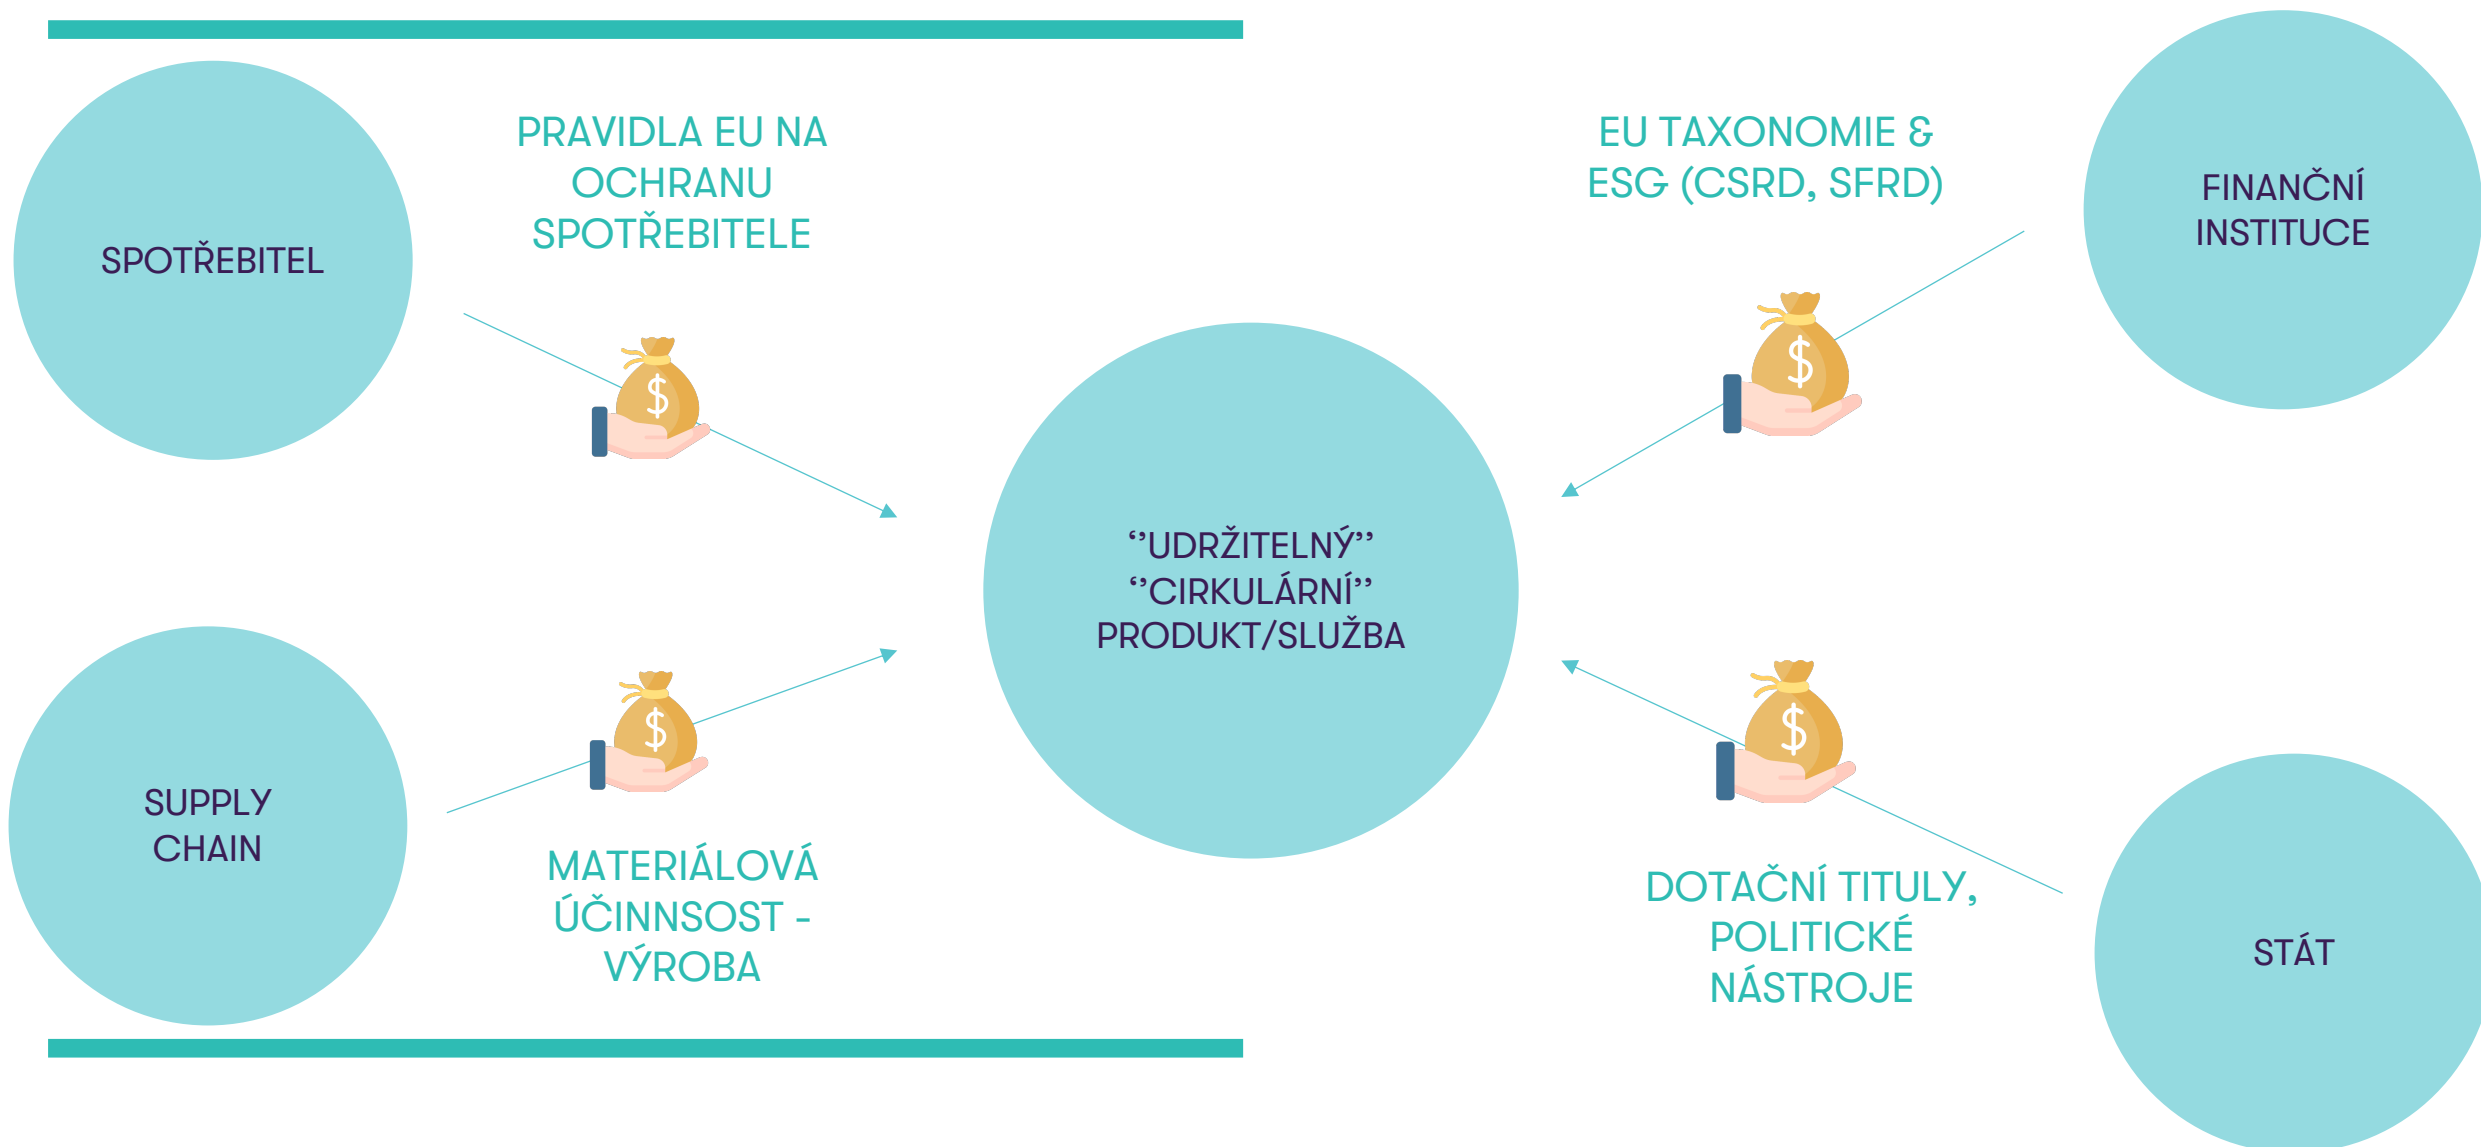 SPOTŘEBITEL
PRAVIDLA EU NA
OCHRANU
SPOTŘEBITELE
EU TAXONOMIE &
ESG (CSRD, SFRD)
FINANČNÍ
INSTITUCE
‘’UDRŽITELNÝ’’
‘’CIRKULÁRNÍ’’
PRODUKT/SLUŽBA
SUPPLY
CHAIN
MATERIÁLOVÁ
ÚČINNSOST -
VÝROBA
DOTAČNÍ TITULY,
POLITICKÉ
NÁSTROJE
STÁT
$
$
$
$